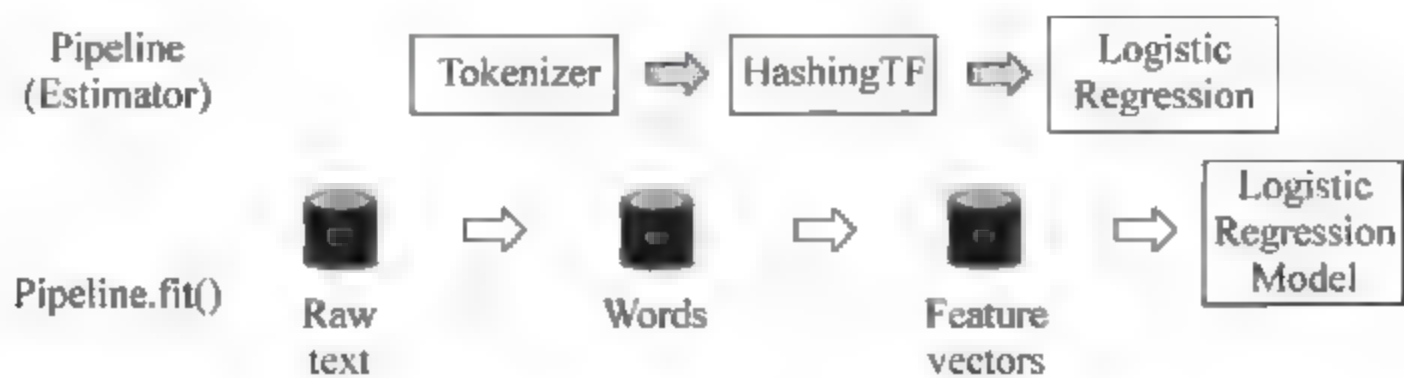 Pipeline
(Estimator)
Tokenizer
HashingTF
Logistic
Regression
Pipeline.fit()
Raw
text
Words
Feature
vectors
Logistic
Regression
Model